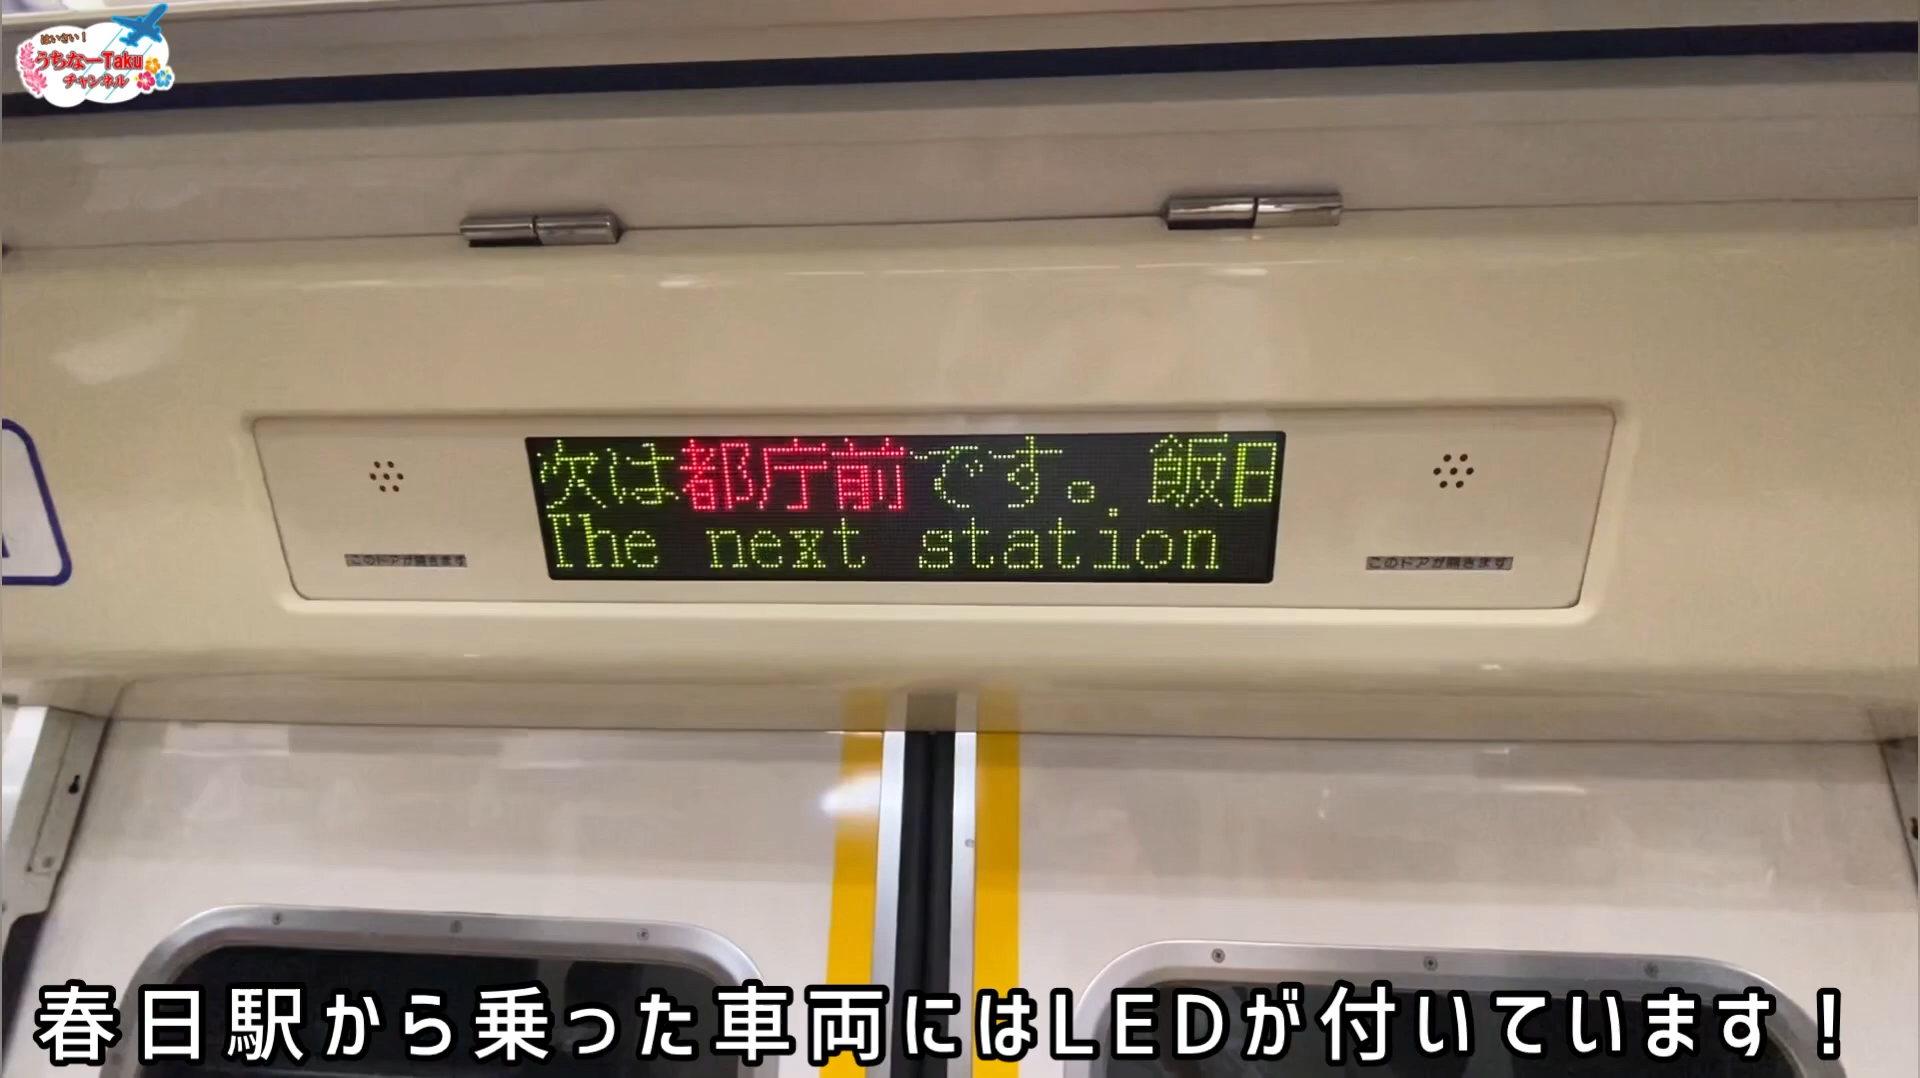 はいさい!
うちなーTaku
チャンネル
次は都庁前です。飯田
The next station
このドアが開きます
このドアが開きます
春日駅から乗った車両にはLEDが付いています!